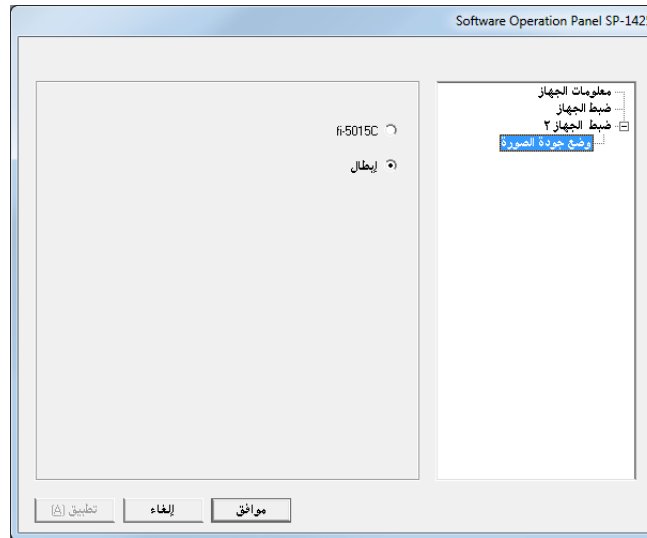 Software Operation Panel SP-1425
معلومات الجهاز
ضبط الجهاز
ضبط الجهاز ٢
وضع جودة الصورة
fi-5015C
إبطال
موافق
إلغاء
تطبيق (A)